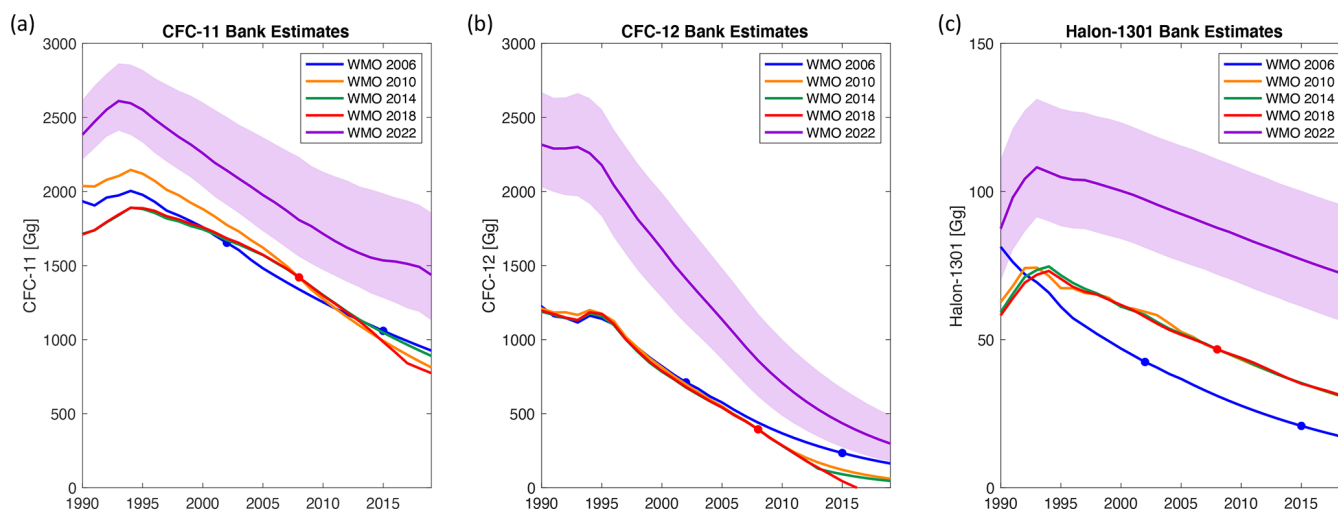 (a)
CFC-11 Bank Estimates
3000
2500
2000
1500
1000
500
0
CFC-11 [Gg]
1990 1995 2000 2005 2010 2015
WMO 2006
WMO 2010
WMO 2014
WMO 2018
WMO 2022
(b)
CFC-12 Bank Estimates
3000
2500
2000
1500
1000
500
0
CFC-12 [Gg]
1990 1995 2000 2005 2010 2015
WMO 2006
WMO 2010
WMO 2014
WMO 2018
WMO 2022
(c)
Halon-1301 Bank Estimates
150
100
50
0
Halon-1301 [Gg]
1990 1995 2000 2005 2010 2015
WMO 2006
WMO 2010
WMO 2014
WMO 2018
WMO 2022